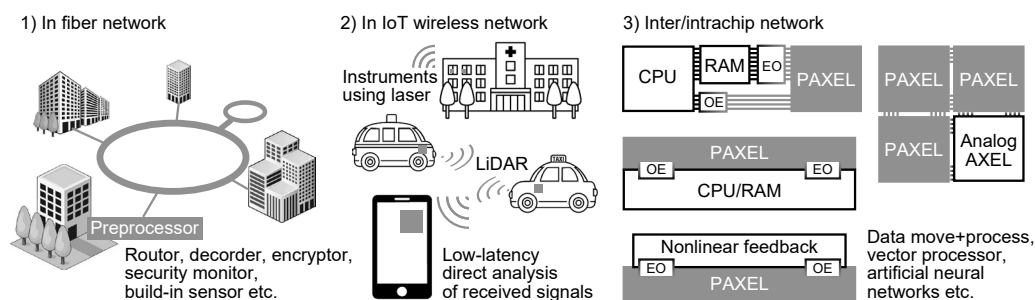 1) In fiber network
Preprocessor
Routor, decorder, encryptor,
security monitor,
build-in sensor etc.
2) In IoT wireless network
Instruments
using laser
LiDAR
TAXI
Low-latency
direct analysis
of received signals
3) Inter/intrachip network
CPU
RAM
EO
OE
PAXEL
PAXEL
PAXEL
PAXEL
Analog
AXEL
PAXEL
OE
EO
CPU/RAM
Nonlinear feedback
EO
OE
PAXEL
Data move+process,
vector processor,
artificial neural
networks etc.